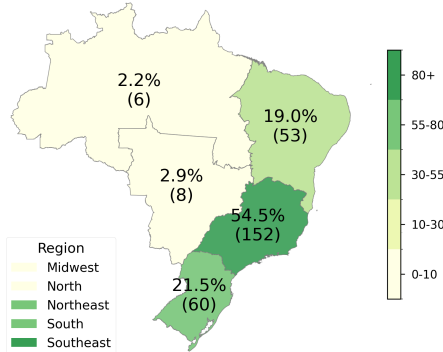 2.2%
(6)
19.0%
(53)
2.9%
(8)
54.5%
(152)
21.5%
(60)
Region
Midwest
North
Northeast
South
Southeast
80+
55-80
30-55
10-30
0-10